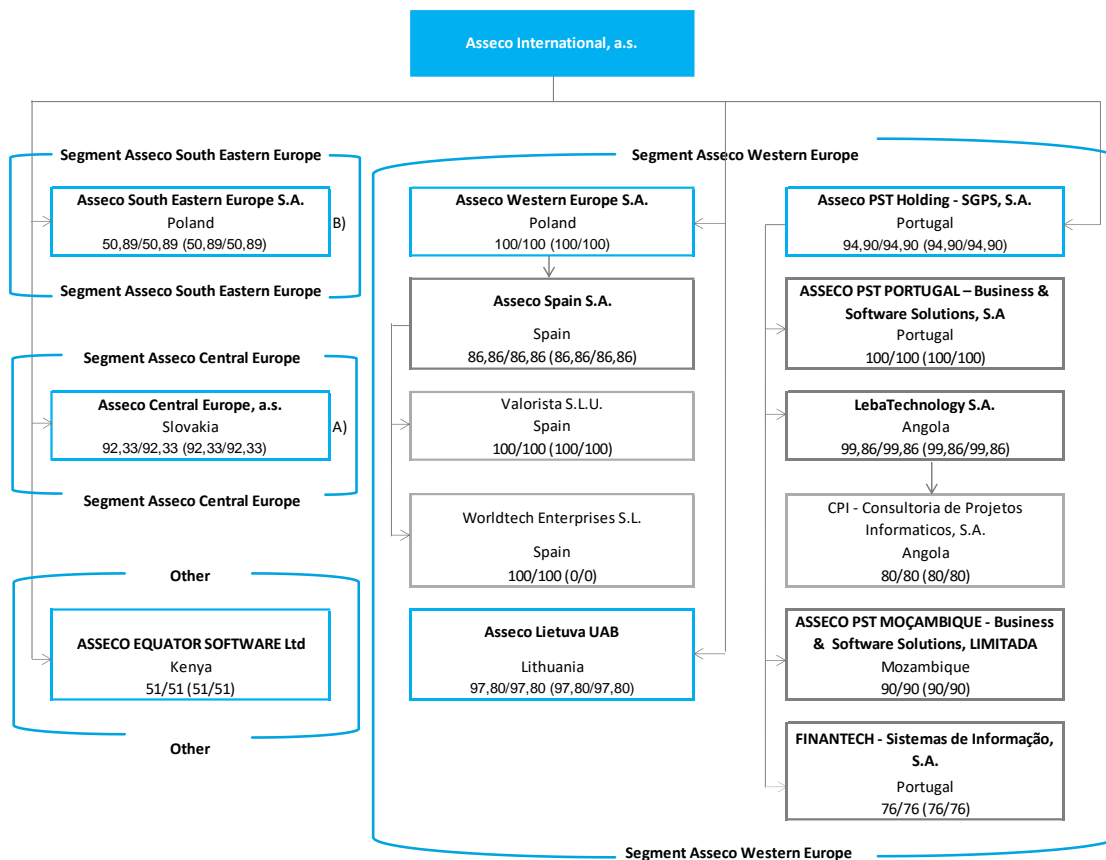 Asseco International, a.s.
Segment Asseco South Eastern Europe
Asseco South Eastern Europe S.A.
Poland
50,89/50,89 (50,89/50,89)
B)
Segment Asseco South Eastern Europe
Segment Asseco Central Europe
Asseco Central Europe, a.s.
Slovakia
92,33/92,33 (92,33/92,33)
A)
Segment Asseco Central Europe
Other
ASSECO EQUATOR SOFTWARE Ltd
Kenya
51/51 (51/51)
Other
Segment Asseco Western Europe
Asseco Western Europe S.A.
Poland
100/100 (100/100)
Asseco Spain S.A.
Spain
86,86/86,86 (86,86/86,86)
Valorista S.L.U.
Spain
100/100 (100/100)
Worldtech Enterprises S.L.
Spain
100/100 (0/0)
Asseco Lietuva UAB
Lithuania
97,80/97,80 (97,80/97,80)
Asseco PST Holding - SGPS, S.A.
Portugal
94,90/94,90 (94,90/94,90)
ASSECO PST PORTUGAL – Business &
Software Solutions, S.A
Portugal
100/100 (100/100)
LebaTechnology S.A.
Angola
99,86/99,86 (99,86/99,86)
CPI - Consultoria de Projetos
Informaticos, S.A.
Angola
80/80 (80/80)
ASSECO PST MOÇAMBIQUE - Business
& Software Solutions, LIMITADA
Mozambique
90/90 (90/90)
FINANTECH - Sistemas de Informação,
S.A.
Portugal
76/76 (76/76)
Segment Asseco Western Europe